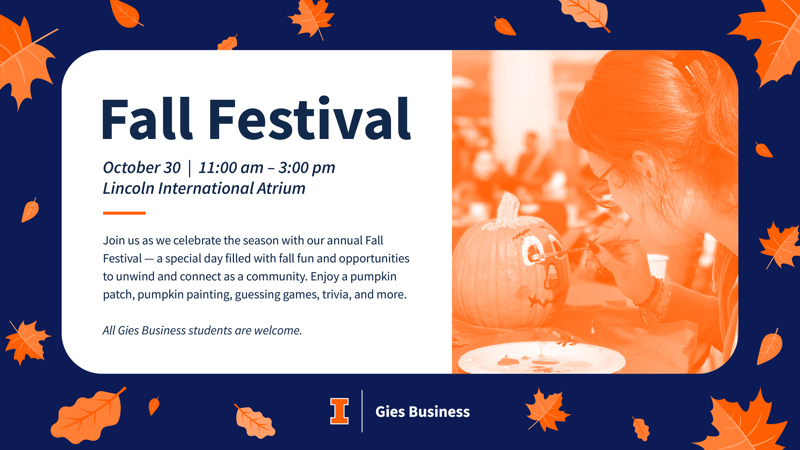 Fall Festival
October 30 | 11:00 am – 3:00 pm
Lincoln International Atrium
Join us as we celebrate the season with our annual Fall
Festival — a special day filled with fall fun and opportunities
to unwind and connect as a community. Enjoy a pumpkin
patch, pumpkin painting, guessing games, trivia, and more.
All Gies Business students are welcome.
I | Gies Business